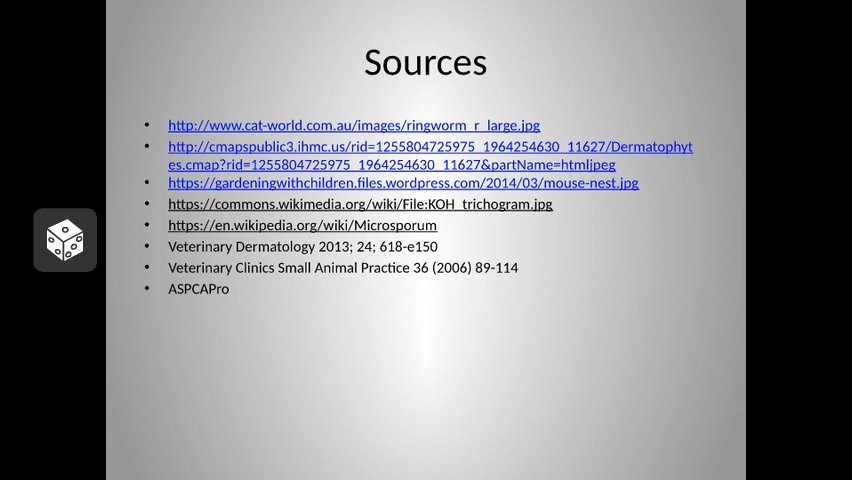 Sources
• http://www.cat-world.com.au/images/ringworm_r_large.jpg
• http://cmapspublic3.ihmc.us/rid=1255804725975_1964254630_11627/Dermatophyt
es.cmap?rid=1255804725975_1964254630_11627&partName=htmljpeg
• https://gardeningwithchildren.files.wordpress.com/2014/03/mouse-nest.jpg
• https://commons.wikimedia.org/wiki/File:KOH_trichogram.jpg
• https://en.wikipedia.org/wiki/Microsporum
• Veterinary Dermatology 2013; 24; 618-e150
• Veterinary Clinics Small Animal Practice 36 (2006) 89-114
• ASPCAPro